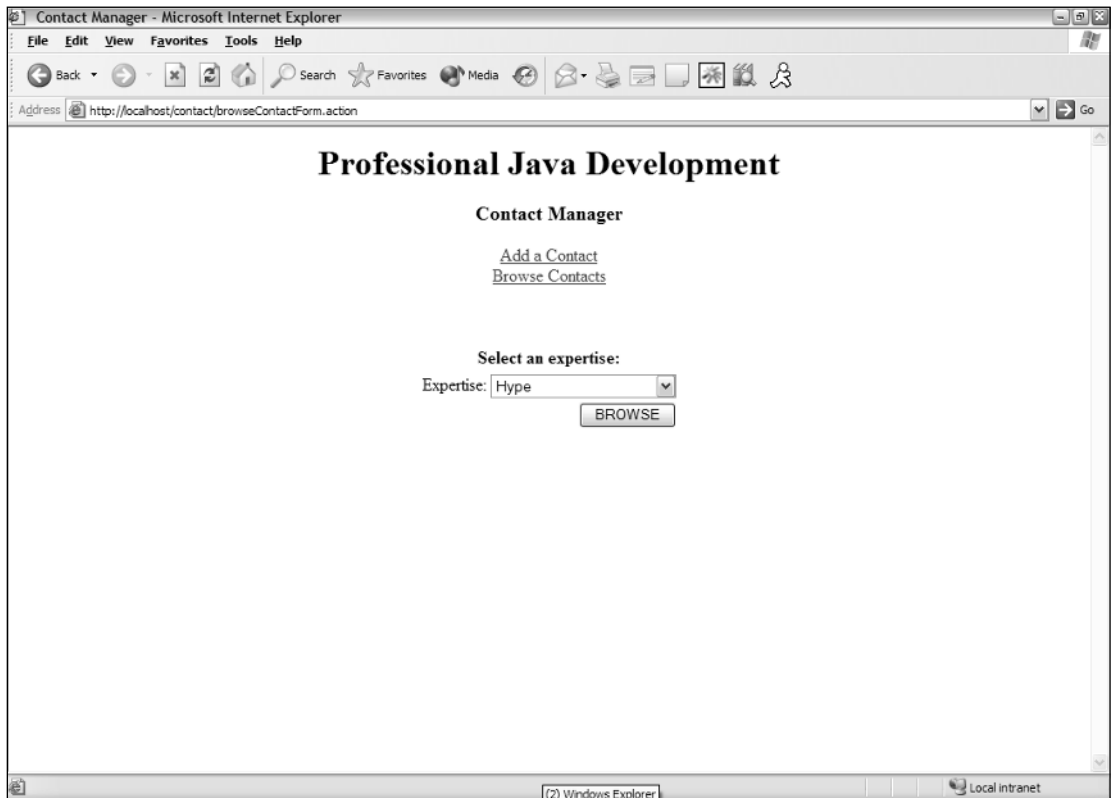 Contact Manager - Microsoft Internet Explorer
File Edit View Favorites Tools Help
Back Search Favorites Media
Address http://localhost/contact/browseContactForm.action Go
Professional Java Development
Contact Manager
Add a Contact
Browse Contacts
Select an expertise:
Expertise: Hype
BROWSE
(2) Windows Explorer
Local intranet